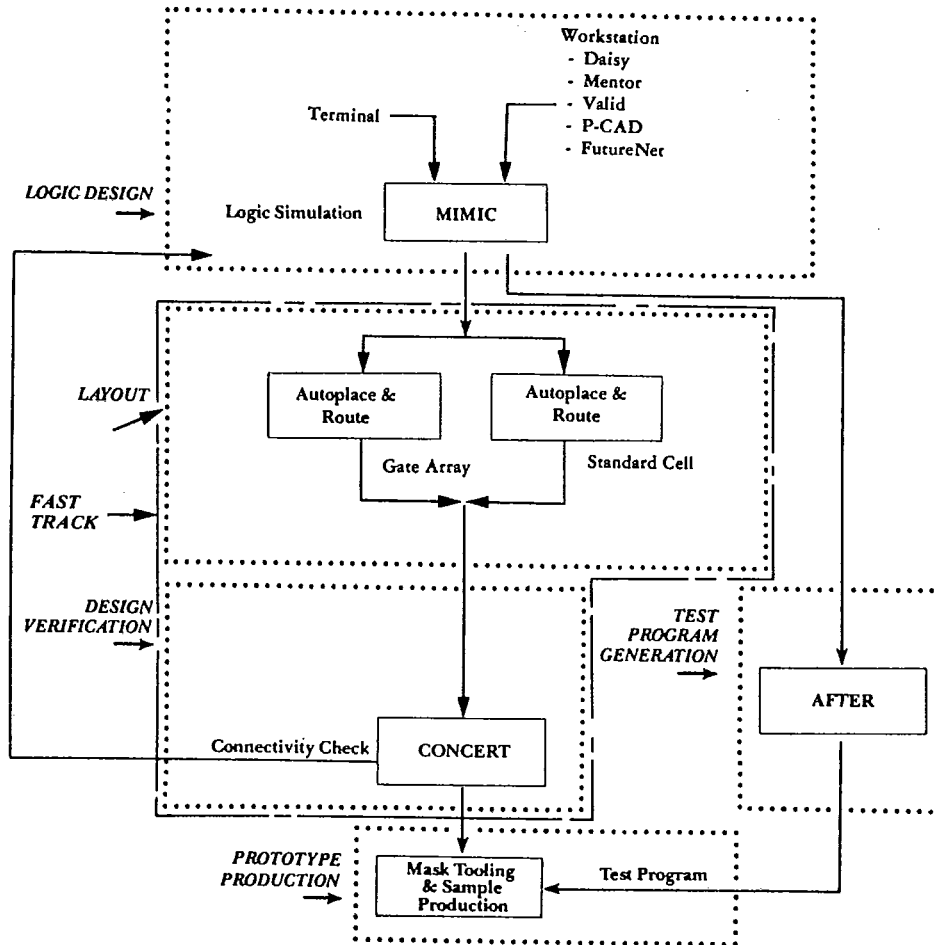 Workstation
- Daisy
- Mentor
- Valid
- P-CAD
- FutureNet
Terminal
LOGIC DESIGN
Logic Simulation
MIMIC
LAYOUT
Autoplace &
Route
Autoplace &
Route
Gate Array
Standard Cell
FAST
TRACK
DESIGN
VERIFICATION
TEST
PROGRAM
GENERATION
AFTER
Connectivity Check
CONCERT
PROTOTYPE
PRODUCTION
Mask Tooling
& Sample
Production
Test Program